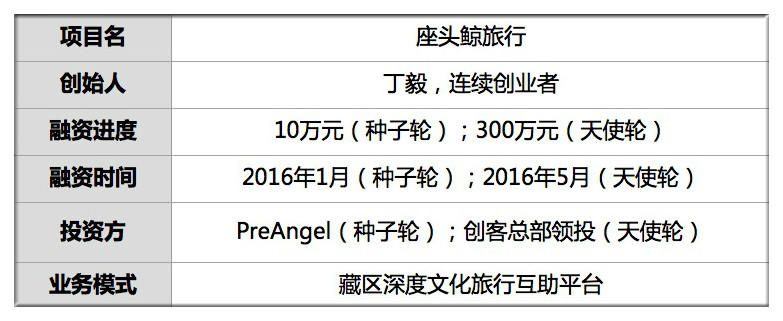 项目名 座头鲸旅行
创始人 丁毅，连续创业者
融资进度 10万元（种子轮）；300万元（天使轮）
融资时间 2016年1月（种子轮）；2016年5月（天使轮）
投资方 PreAngel（种子轮）；创客总部领投（天使轮）
业务模式 藏区深度文化旅行互助平台